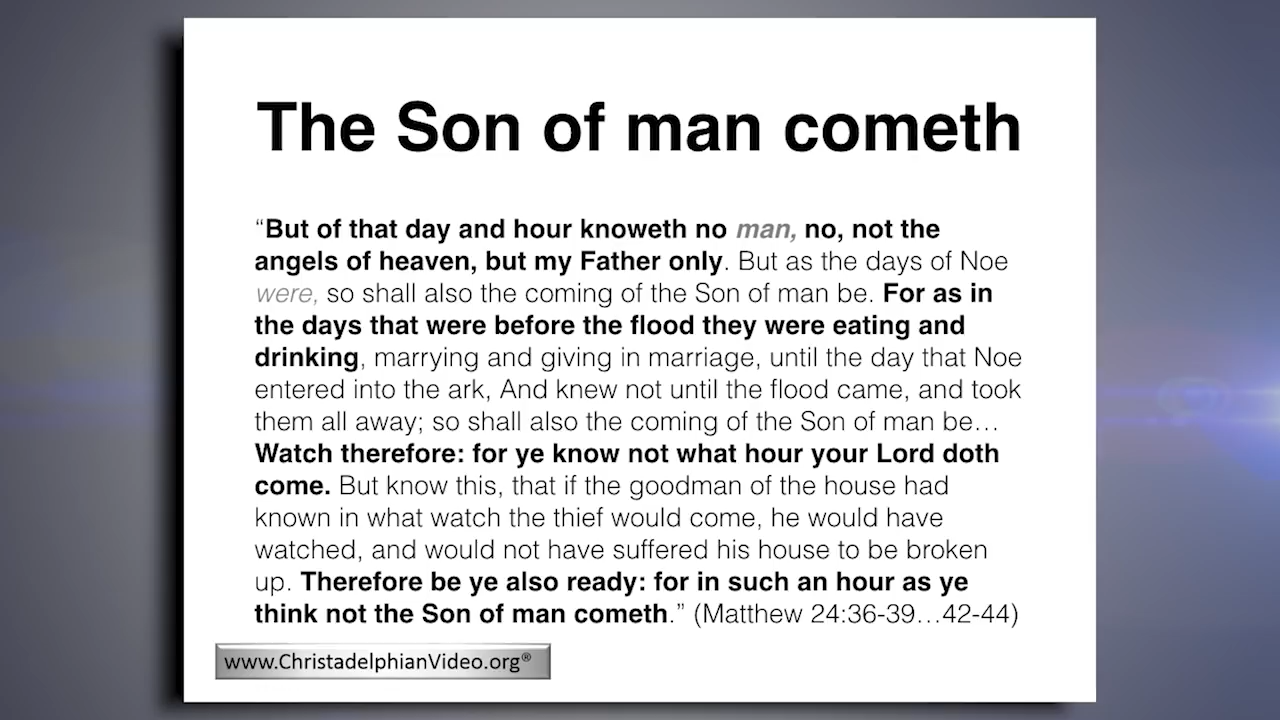 The Son of man cometh
“But of that day and hour knoweth no man, no, not the
angels of heaven, but my Father only. But as the days of Noe
were, so shall also the coming of the Son of man be. For as in
the days that were before the flood they were eating and
drinking, marrying and giving in marriage, until the day that Noe
entered into the ark, And knew not until the flood came, and took
them all away; so shall also the coming of the Son of man be…
Watch therefore: for ye know not what hour your Lord doth
come. But know this, that if the goodman of the house had
known in what watch the thief would come, he would have
watched, and would not have suffered his house to be broken
up. Therefore be ye also ready: for in such an hour as ye
think not the Son of man cometh.” (Matthew 24:36-39…42-44)
www.ChristadelphianVideo.org®